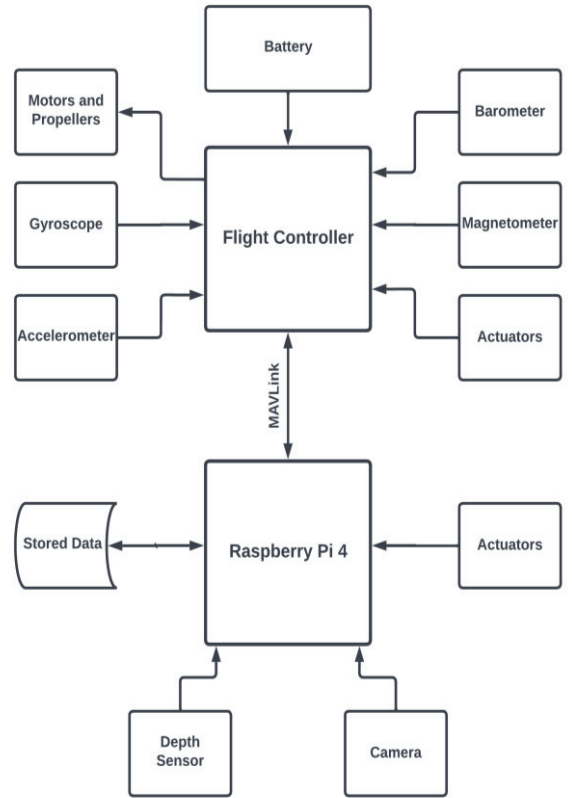 Battery
Motors and
Propellers
Barometer
Gyroscope
Flight Controller
Magnetometer
Accelerometer
Actuators
MAVLink
Stored Data
Raspberry Pi 4
Actuators
Depth
Sensor
Camera